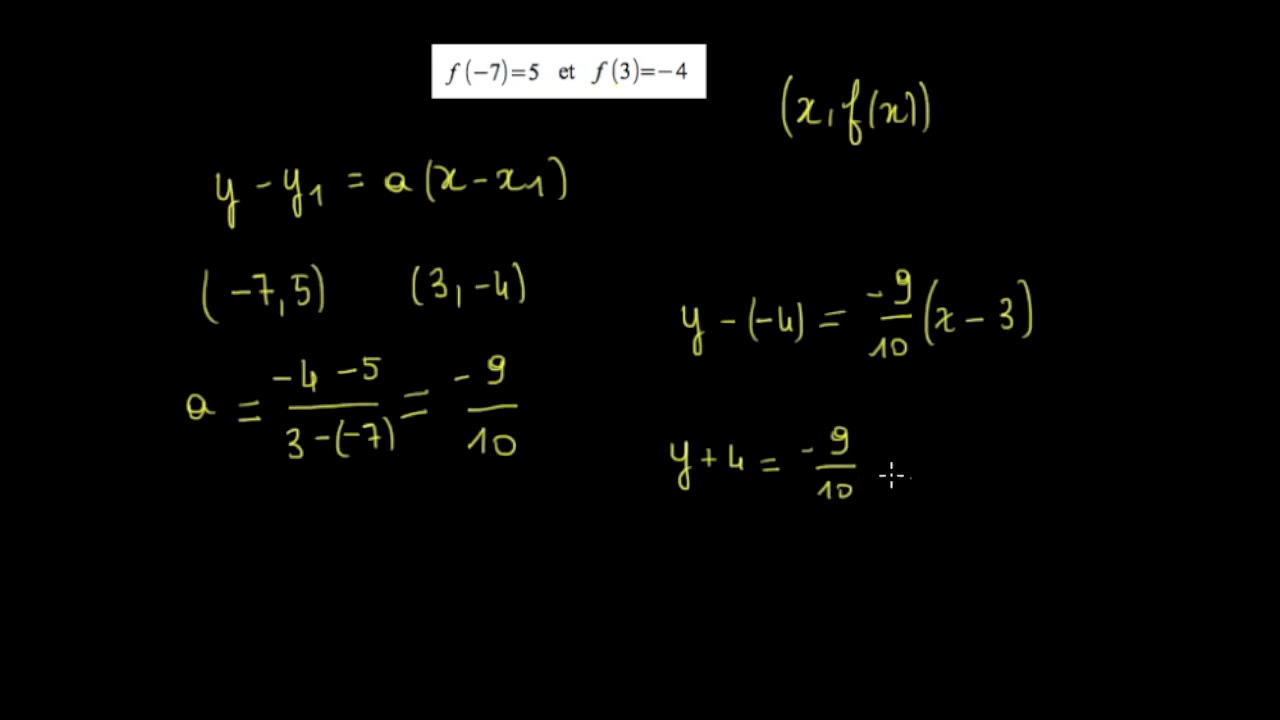 f(−7)=5 et f(3)=−4
(x, f(x))
y - y₁ = a(x - x₁)
(-7, 5) (3, -4)
y - (-4) = -9/10 (x - 3)
a = (-4 - 5)/(3 - (-7)) = -9/10
y + 4 = -9/10